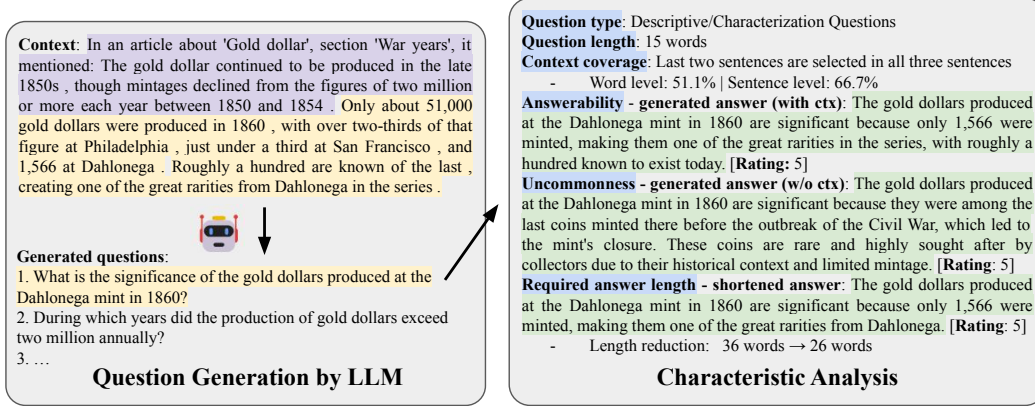 Context: In an article about 'Gold dollar', section 'War years', it
mentioned: The gold dollar continued to be produced in the late
1850s , though mintages declined from the figures of two million
or more each year between 1850 and 1854 . Only about 51,000
gold dollars were produced in 1860 , with over two-thirds of that
figure at Philadelphia , just under a third at San Francisco , and
1,566 at Dahlonega . Roughly a hundred are known of the last ,
creating one of the great rarities from Dahlonega in the series .
Generated questions:
1. What is the significance of the gold dollars produced at the
Dahlonega mint in 1860?
2. During which years did the production of gold dollars exceed
two million annually?
3. …
Question Generation by LLM
Question type: Descriptive/Characterization Questions
Question length: 15 words
Context coverage: Last two sentences are selected in all three sentences
- Word level: 51.1% | Sentence level: 66.7%
Answerability - generated answer (with ctx): The gold dollars produced
at the Dahlonega mint in 1860 are significant because only 1,566 were
minted, making them one of the great rarities in the series, with roughly a
hundred known to exist today. [Rating: 5]
Uncommonness - generated answer (w/o ctx): The gold dollars produced
at the Dahlonega mint in 1860 are significant because they were among the
last coins minted there before the outbreak of the Civil War, which led to
the mint's closure. These coins are rare and highly sought after by
collectors due to their historical context and limited mintage. [Rating: 5]
Required answer length - shortened answer: The gold dollars produced
at the Dahlonega mint in 1860 are significant because only 1,566 were
minted, making them one of the great rarities from Dahlonega. [Rating: 5]
- Length reduction: 36 words → 26 words
Characteristic Analysis